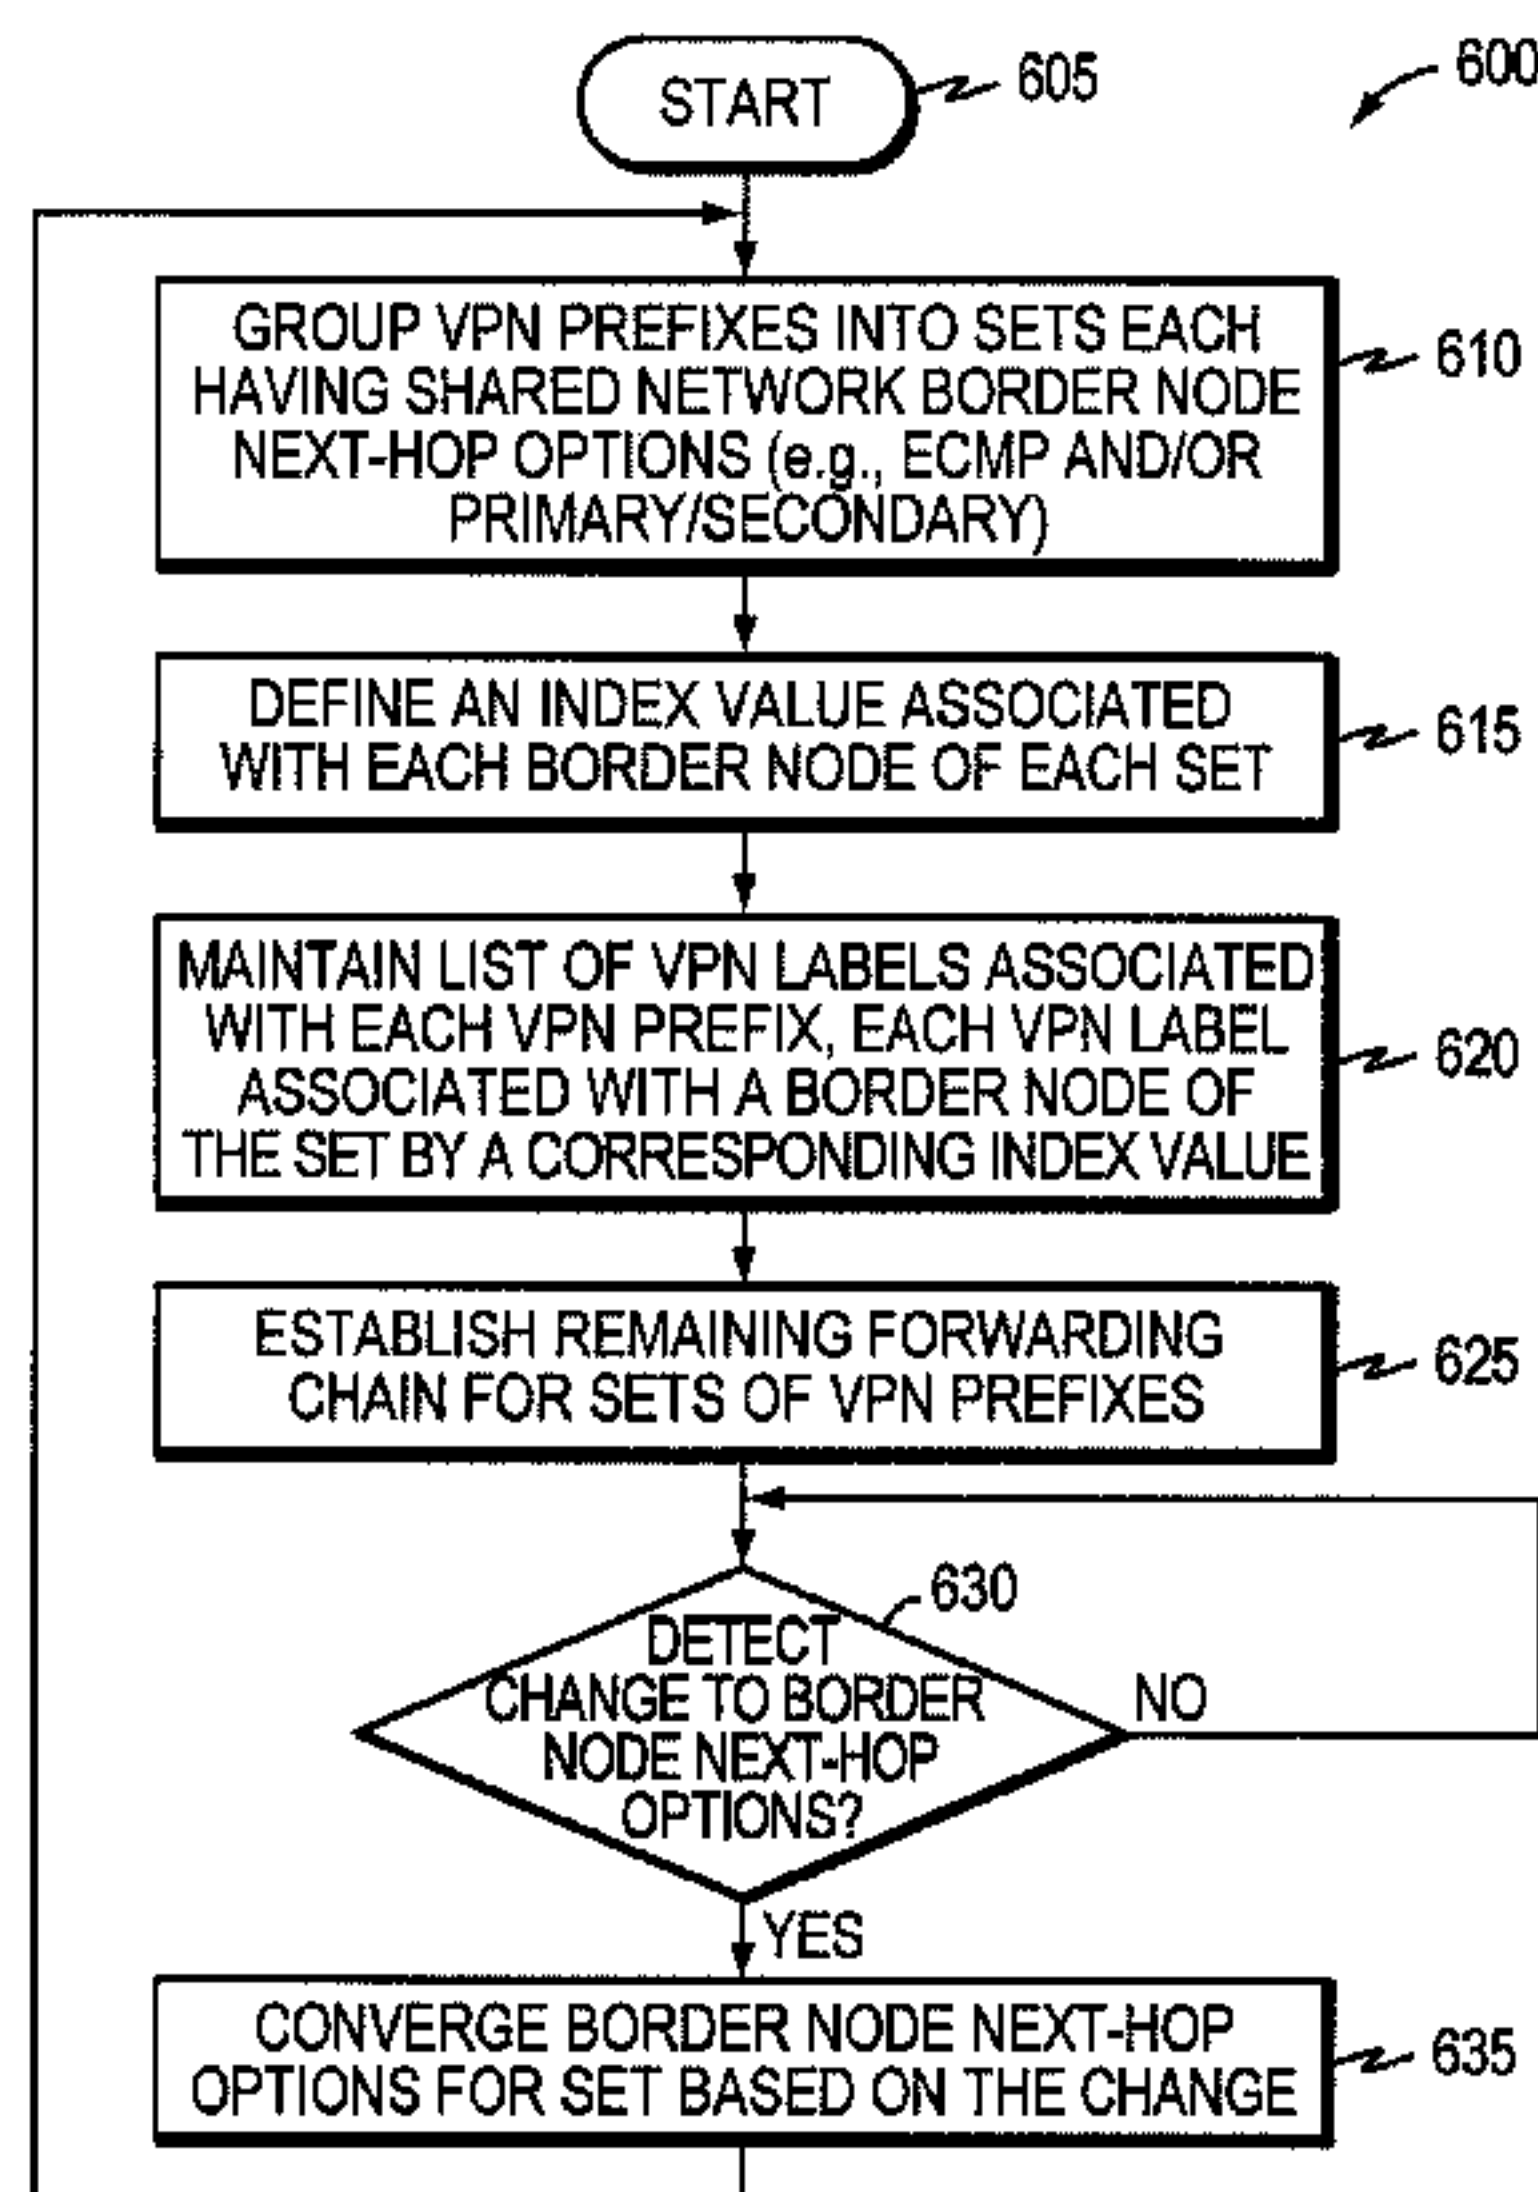 START
605
600
GROUP VPN PREFIXES INTO SETS EACH
HAVING SHARED NETWORK BORDER NODE
NEXT-HOP OPTIONS (e.g., ECMP AND/OR
PRIMARY/SECONDARY)
610
DEFINE AN INDEX VALUE ASSOCIATED
WITH EACH BORDER NODE OF EACH SET
615
MAINTAIN LIST OF VPN LABELS ASSOCIATED
WITH EACH VPN PREFIX, EACH VPN LABEL
ASSOCIATED WITH A BORDER NODE OF
THE SET BY A CORRESPONDING INDEX VALUE
620
ESTABLISH REMAINING FORWARDING
CHAIN FOR SETS OF VPN PREFIXES
625
630
DETECT
CHANGE TO BORDER
NODE NEXT-HOP
OPTIONS?
NO
YES
CONVERGE BORDER NODE NEXT-HOP
OPTIONS FOR SET BASED ON THE CHANGE
635